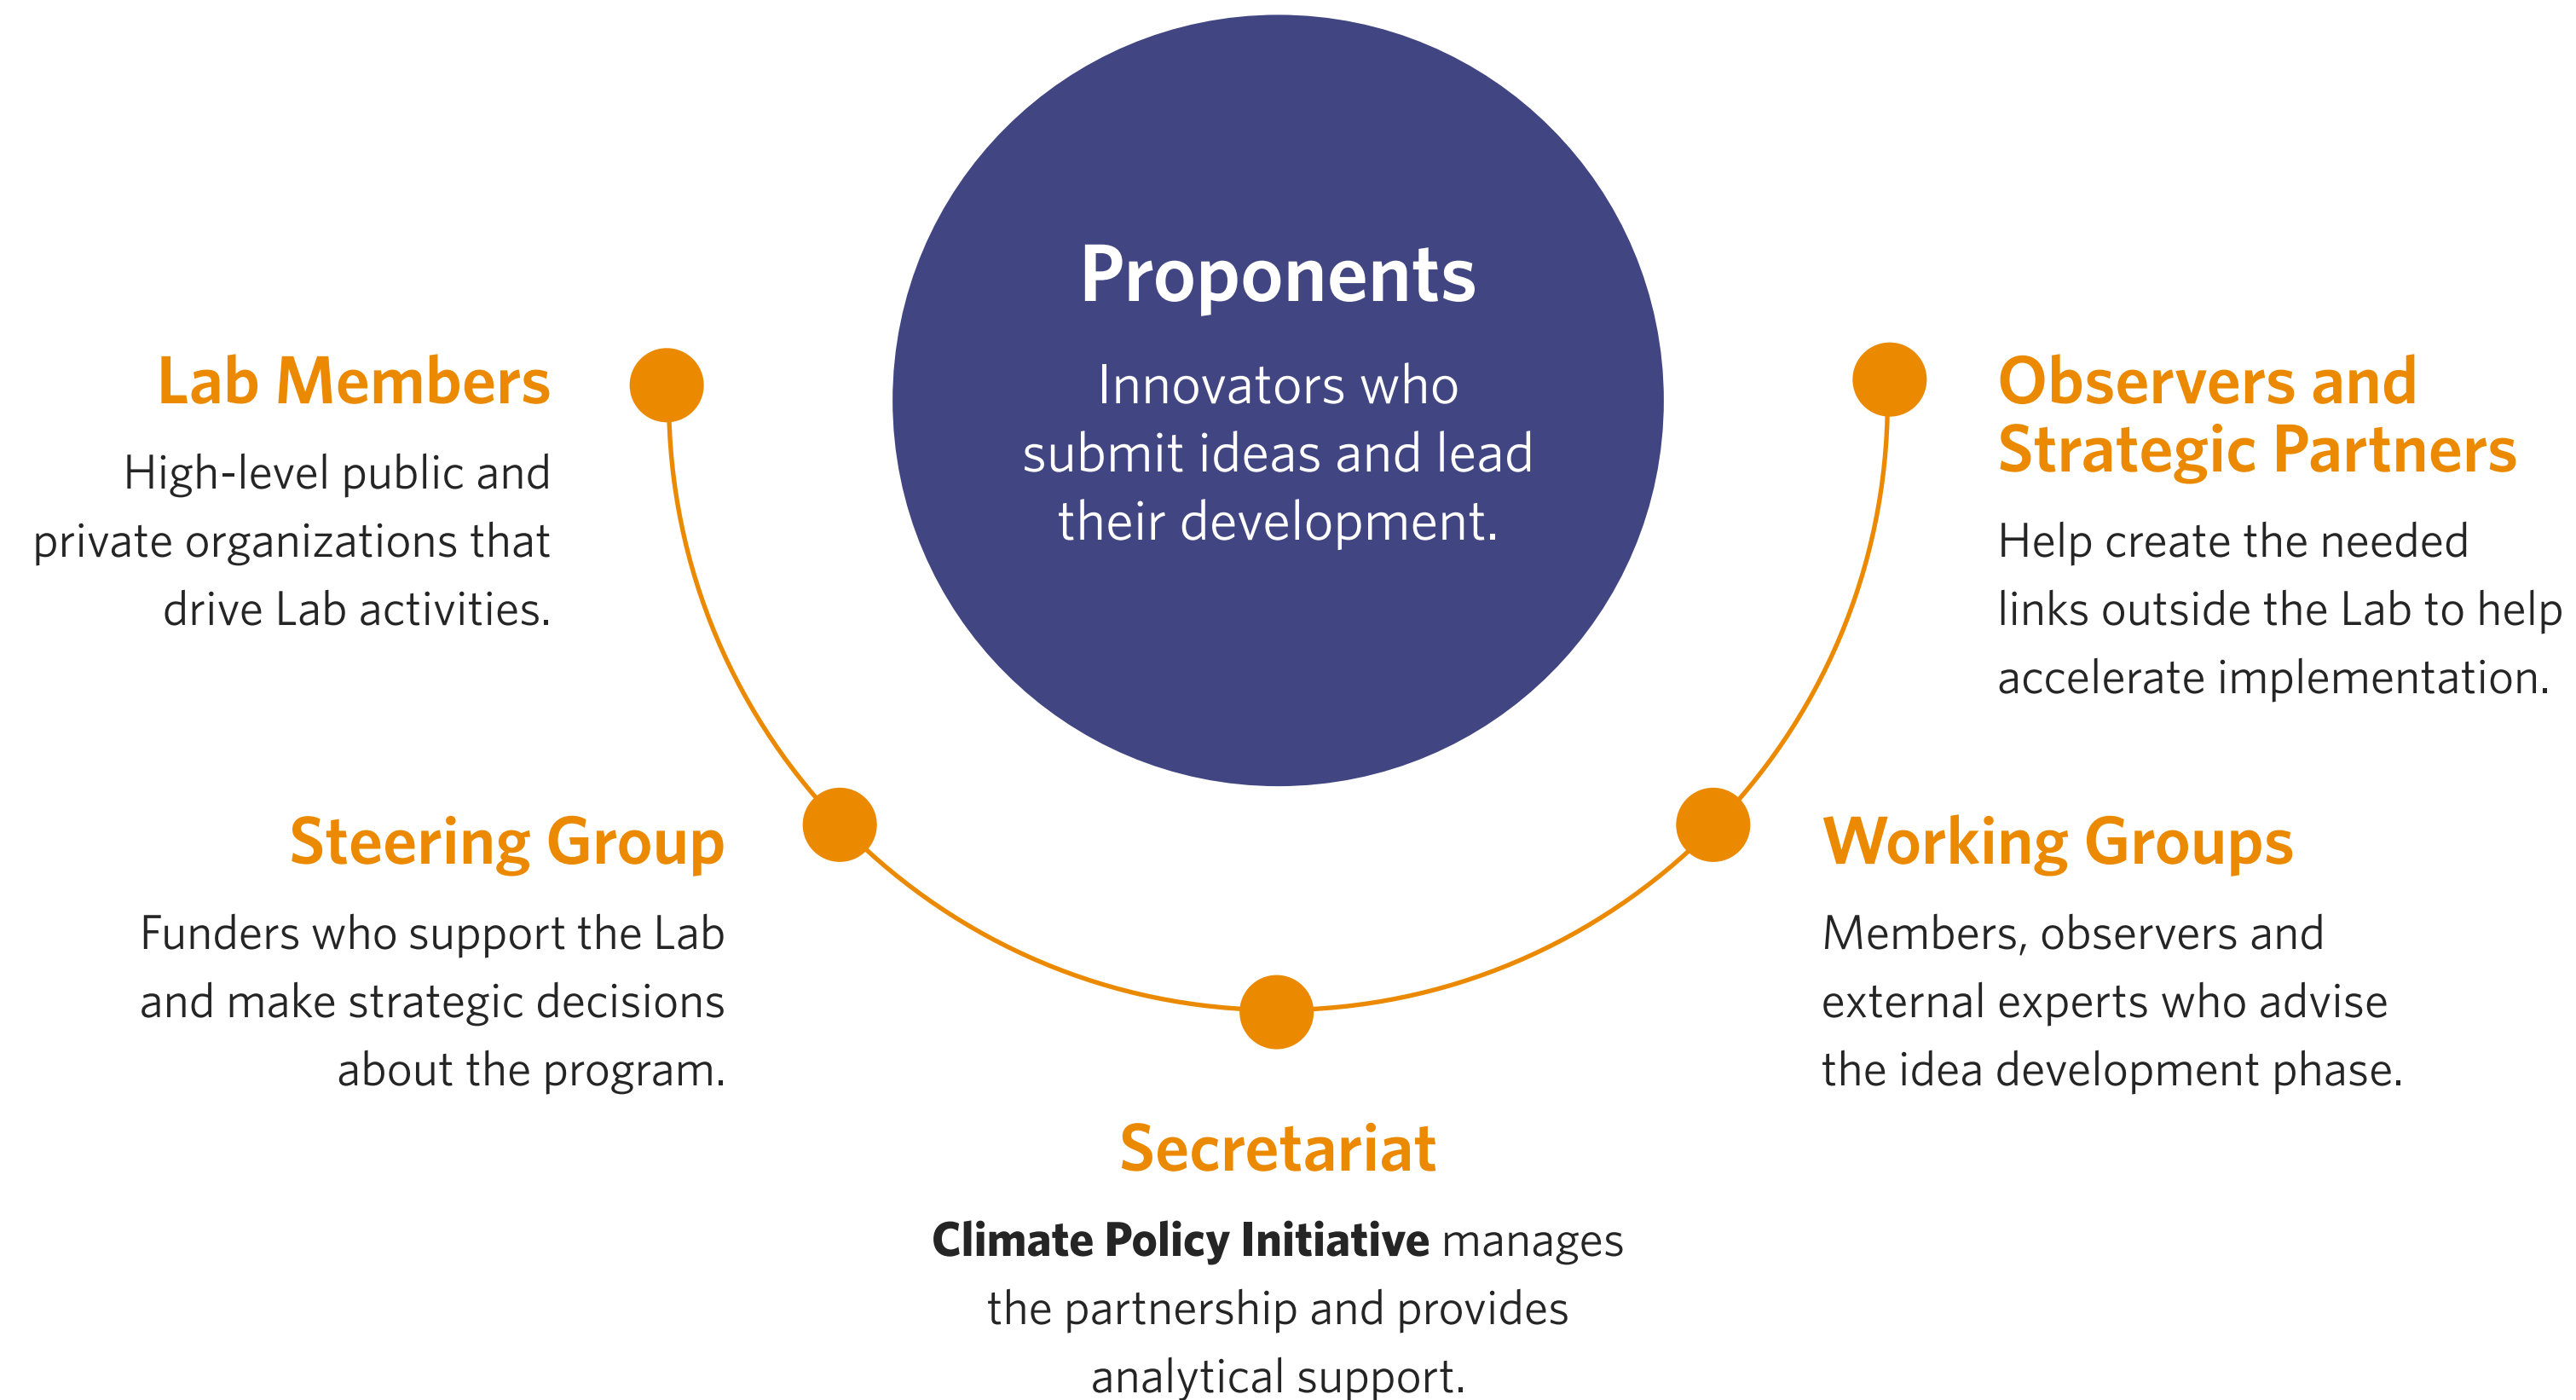 Proponents
Innovators who
submit ideas and lead
their development.
Lab Members
High-level public and
private organizations that
drive Lab activities.
Steering Group
Funders who support the Lab
and make strategic decisions
about the program.
Secretariat
Climate Policy Initiative manages
the partnership and provides
analytical support.
Working Groups
Members, observers and
external experts who advise
the idea development phase.
Observers and
Strategic Partners
Help create the needed
links outside the Lab to help
accelerate implementation.